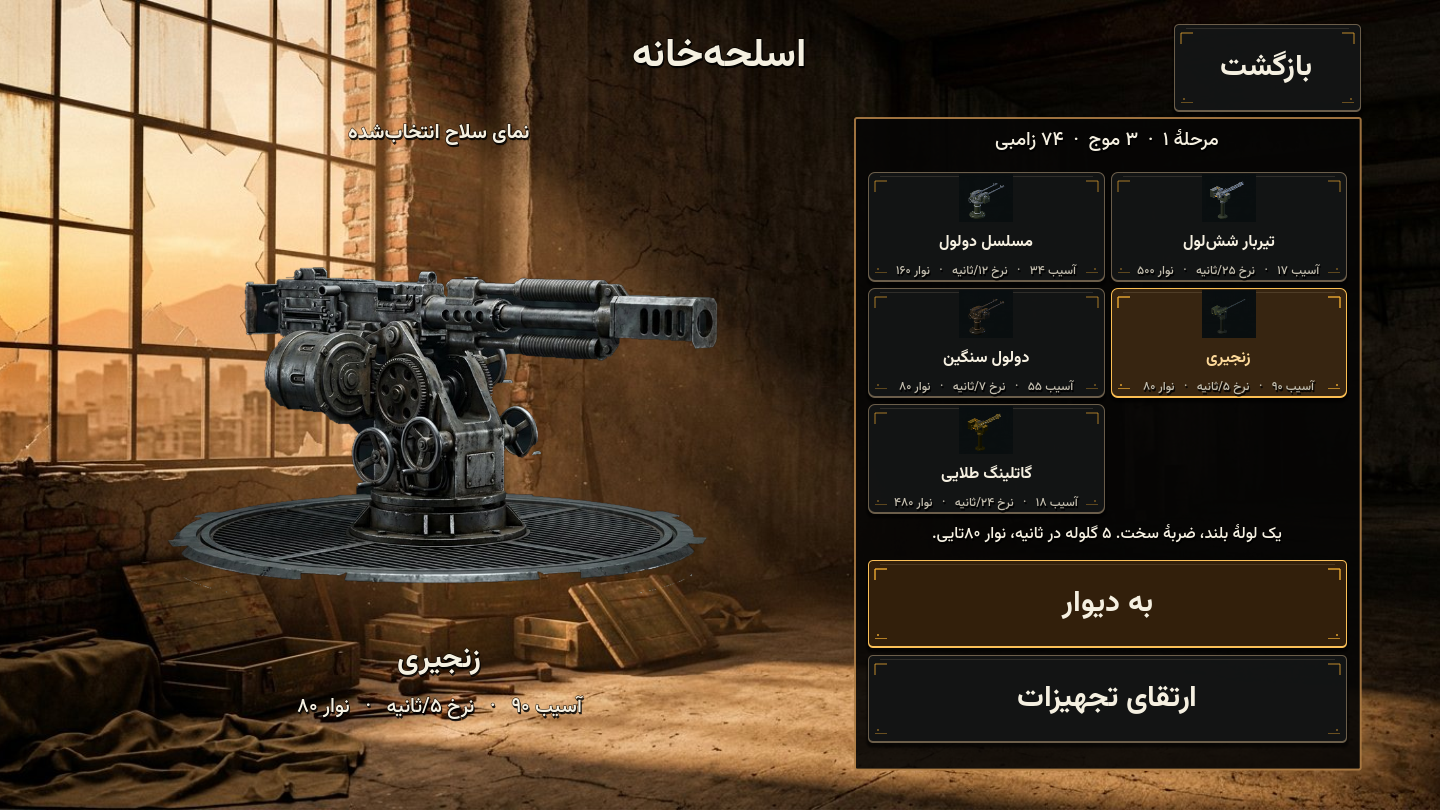 اسلحه‌خانه
بازگشت
نمای سلاح انتخاب‌شده
مرحلهٔ ۱ · ۳ موج · ۷۴ زامبی
تیربار شش‌لول
آسیب ۱۷ · نرخ ۲۵/ثانیه · نوار ۵۰۰
مسلسل دولول
آسیب ۳۴ · نرخ ۱۲/ثانیه · نوار ۱۶۰
زنجیری
آسیب ۹۰ · نرخ ۵/ثانیه · نوار ۸۰
دولول سنگین
آسیب ۵۵ · نرخ ۷/ثانیه · نوار ۸۰
گاتلینگ طلایی
آسیب ۱۸ · نرخ ۲۴/ثانیه · نوار ۴۸۰
یک لولهٔ بلند، ضربهٔ سخت. ۵ گلوله در ثانیه، نوار ۸۰تایی.
به دیوار
ارتقای تجهیزات
زنجیری
آسیب ۹۰ · نرخ ۵/ثانیه · نوار ۸۰